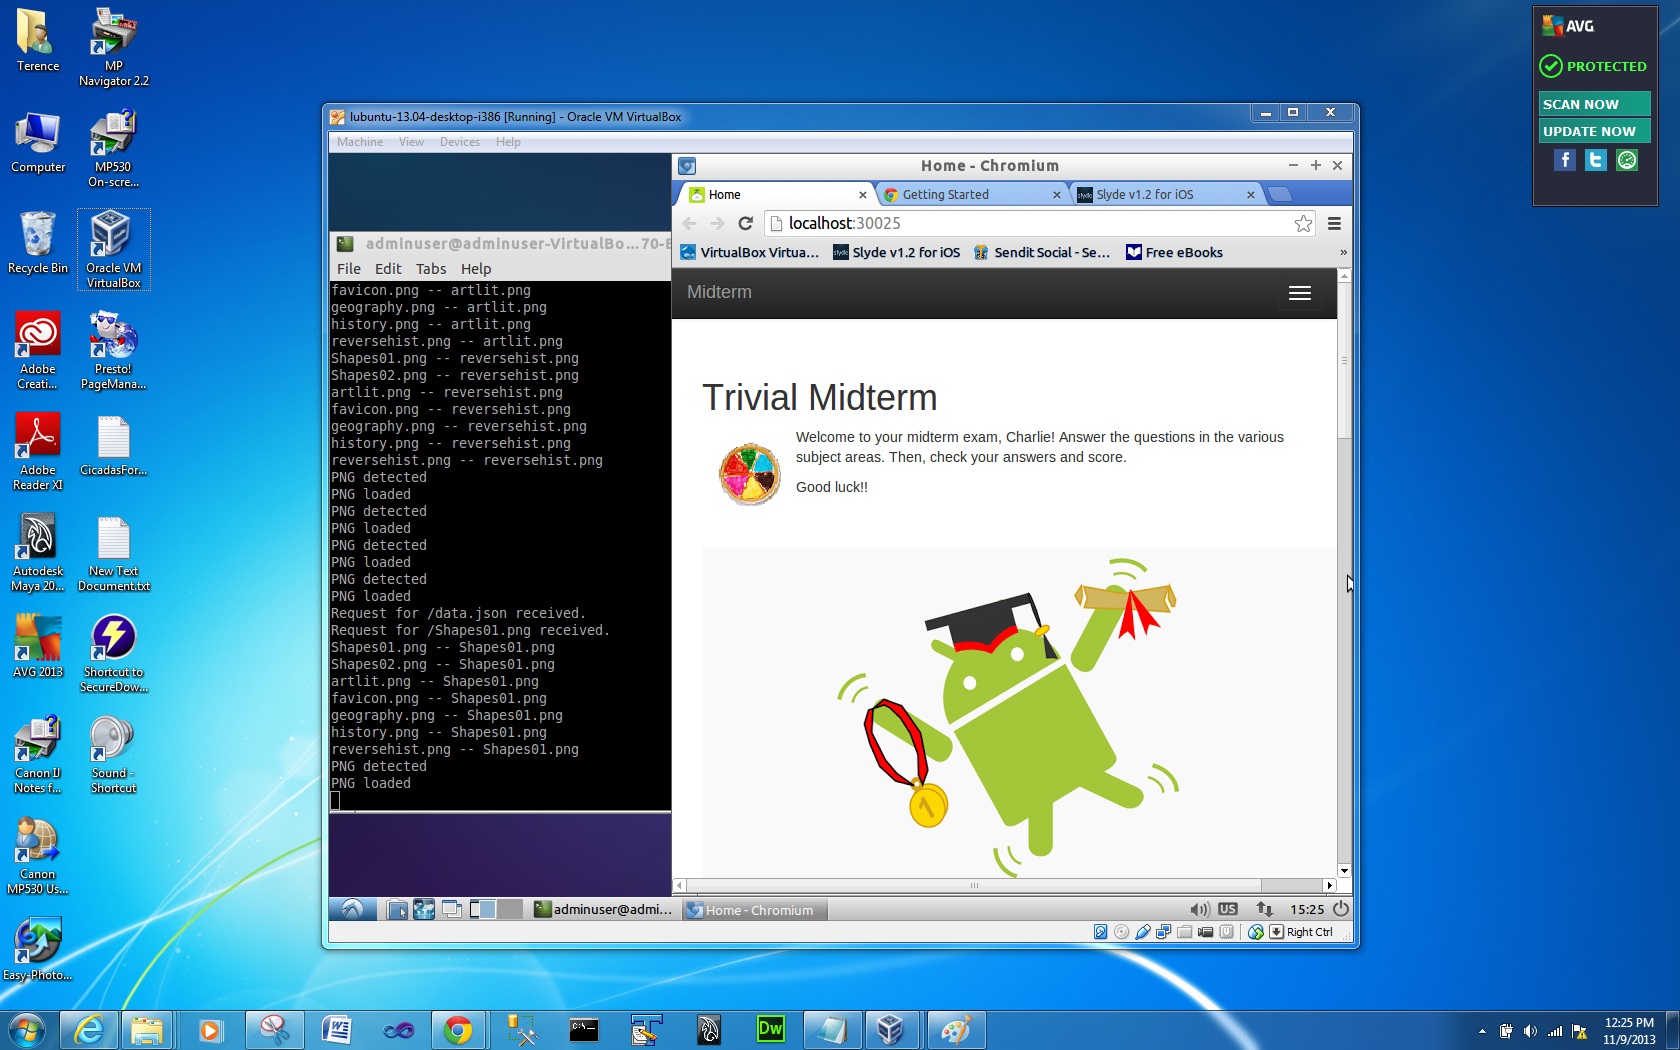 Terence
MP
Navigator 2.2
Computer
MP530
On-scre...
Recycle Bin
Oracle VM
VirtualBox
Adobe
Creati...
Presto!
PageMana...
Adobe
Reader XI
CicadasFor...
Autodesk
Maya 20...
New Text
Document.txt
AVG 2013
Shortcut to
SecureDow...
Canon IJ
Notes f...
Sound -
Shortcut
Canon
MP530 Us...
Easy-Photo...
AVG
PROTECTED
SCAN NOW
UPDATE NOW
lubuntu-13.04-desktop-i386 [Running] - Oracle VM VirtualBox
Machine View Devices Help
adminuser@adminuser-VirtualBo...70-E
File Edit Tabs Help
favicon.png -- artlit.png
geography.png -- artlit.png
history.png -- artlit.png
reversehist.png -- artlit.png
Shapes01.png -- reversehist.png
Shapes02.png -- reversehist.png
artlit.png -- reversehist.png
favicon.png -- reversehist.png
geography.png -- reversehist.png
history.png -- reversehist.png
reversehist.png -- reversehist.png
PNG detected
PNG loaded
PNG detected
PNG loaded
PNG detected
PNG loaded
PNG detected
PNG loaded
Request for /data.json received.
Request for /Shapes01.png received.
Shapes01.png -- Shapes01.png
Shapes02.png -- Shapes01.png
artlit.png -- Shapes01.png
favicon.png -- Shapes01.png
geography.png -- Shapes01.png
history.png -- Shapes01.png
reversehist.png -- Shapes01.png
PNG detected
PNG loaded
Home - Chromium
Home Getting Started Slyde v1.2 for iOS
localhost:30025
VirtualBox Virtua... Slyde v1.2 for iOS Sendit Social - Se... Free eBooks »
Midterm
Trivial Midterm
Welcome to your midterm exam, Charlie! Answer the questions in the various
subject areas. Then, check your answers and score.
Good luck!!
1
adminuser@admi... Home - Chromium US 15:25
Right Ctrl
Dw
12:25 PM
11/9/2013